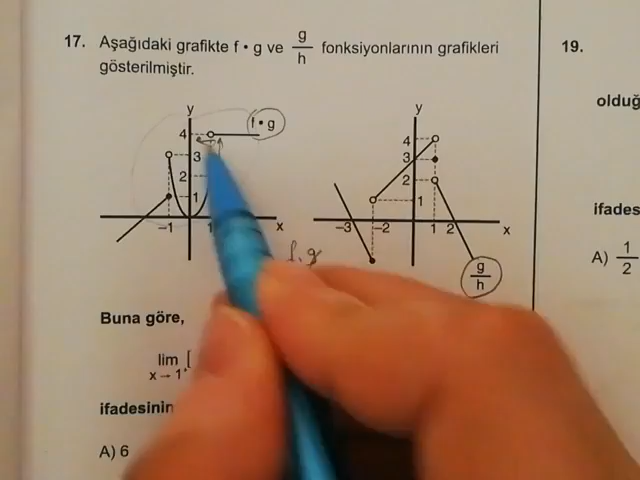 17. Aşağıdaki grafikte f • g ve g/h fonksiyonlarının grafikleri
gösterilmiştir.
y
4
3
2
1
–1
1
x
f • g
y
4
3
2
1
–3
–2
1 2
x
g/h
f.g
Buna göre,
lim [
x→1+
ifadesinin
A) 6
19.
olduğ
ifades
A) 1/2